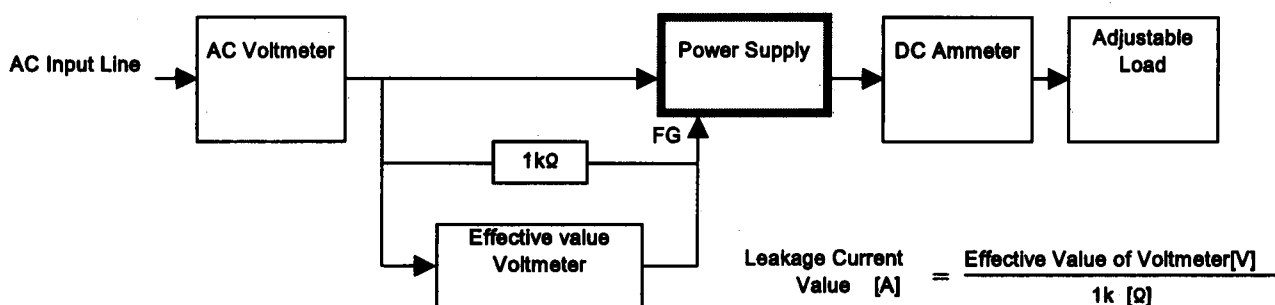 AC Input Line
AC Voltmeter
Power Supply
DC Ammeter
Adjustable
Load
FG
1kΩ
Effective value
Voltmeter
Leakage Current
Value [A]
=
Effective Value of Voltmeter[V]
1k [Ω]